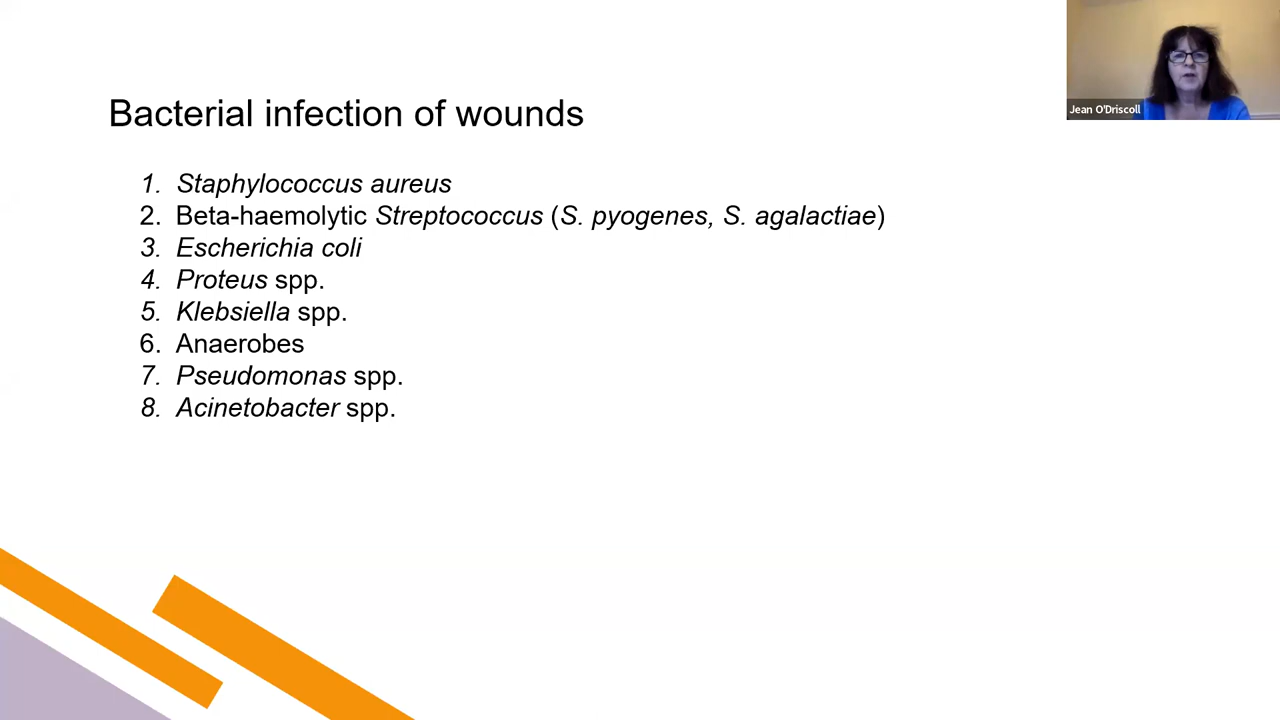 Jean O'Driscoll
Bacterial infection of wounds
1. Staphylococcus aureus
2. Beta-haemolytic Streptococcus (S. pyogenes, S. agalactiae)
3. Escherichia coli
4. Proteus spp.
5. Klebsiella spp.
6. Anaerobes
7. Pseudomonas spp.
8. Acinetobacter spp.